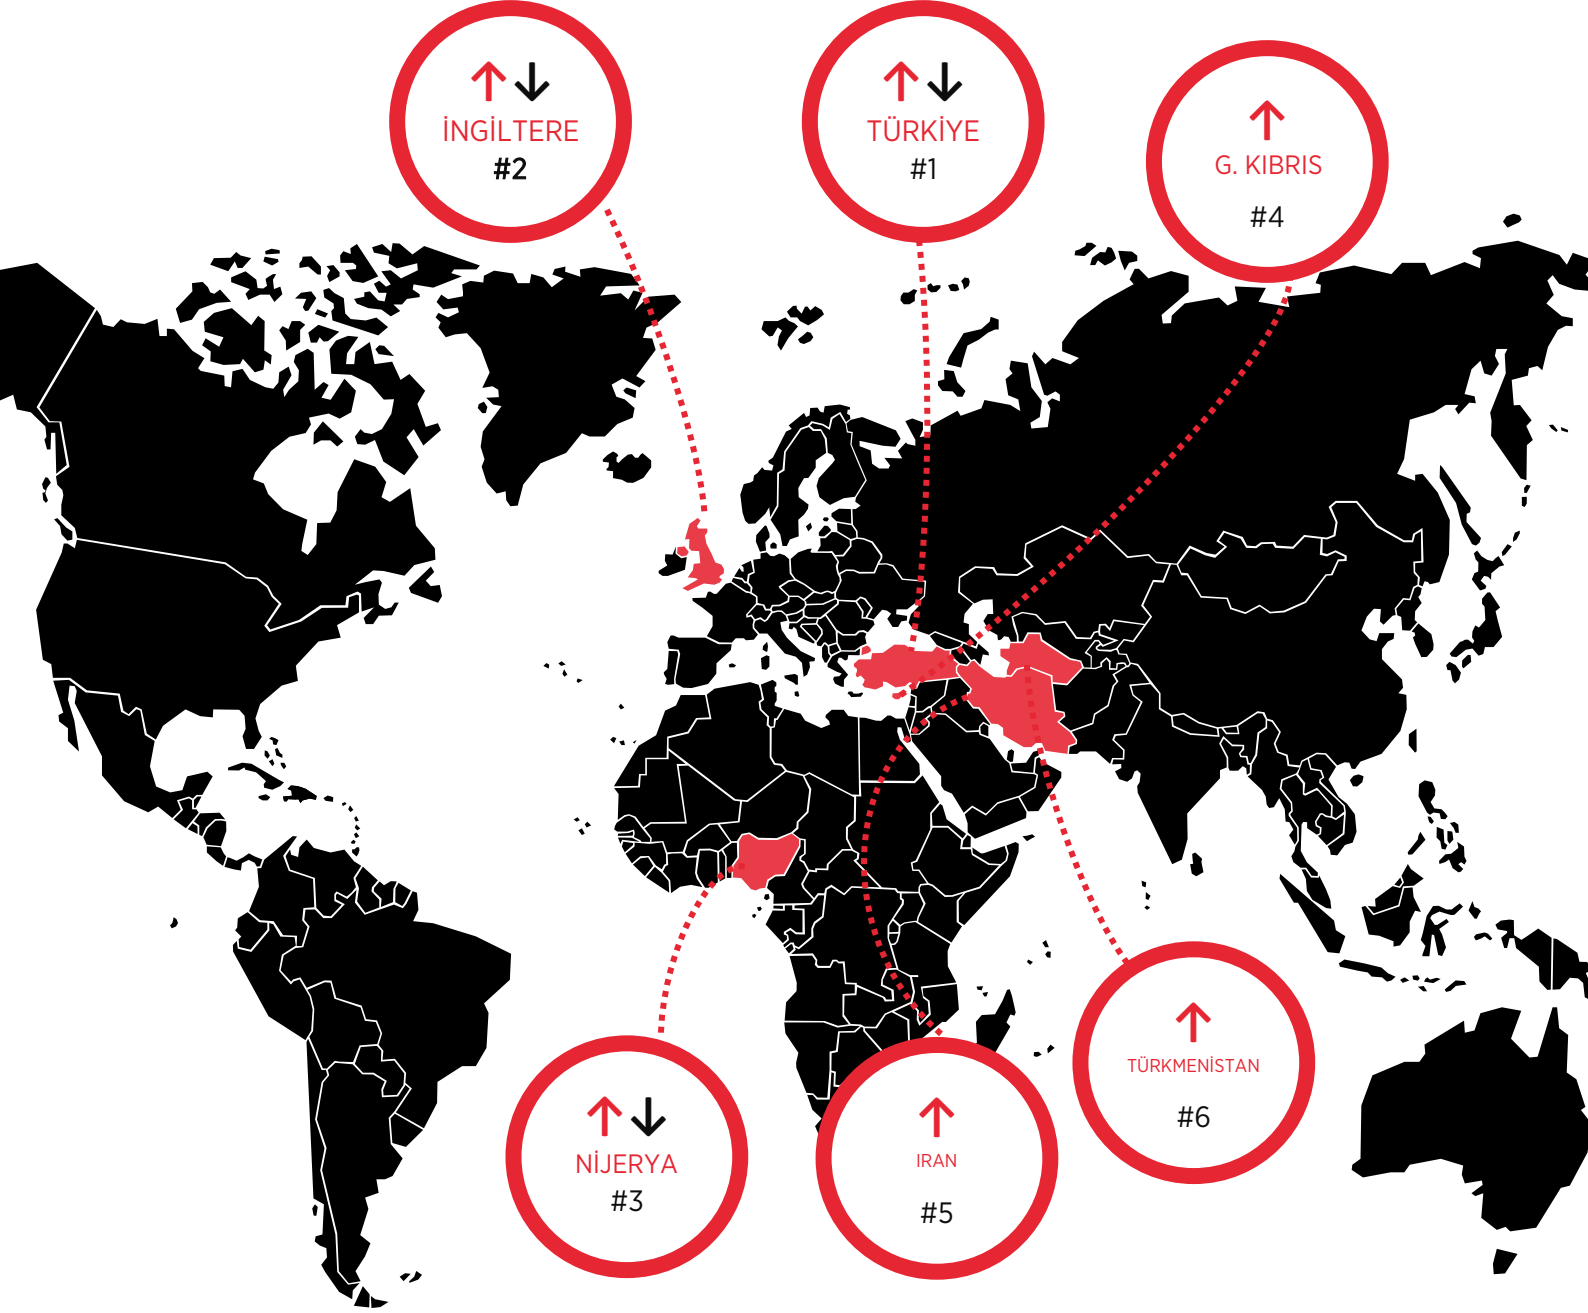 İNGİLTERE
#2
TÜRKİYE
#1
G. KIBRIS
#4
NİJERYA
#3
IRAN
#5
TÜRKMENİSTAN
#6